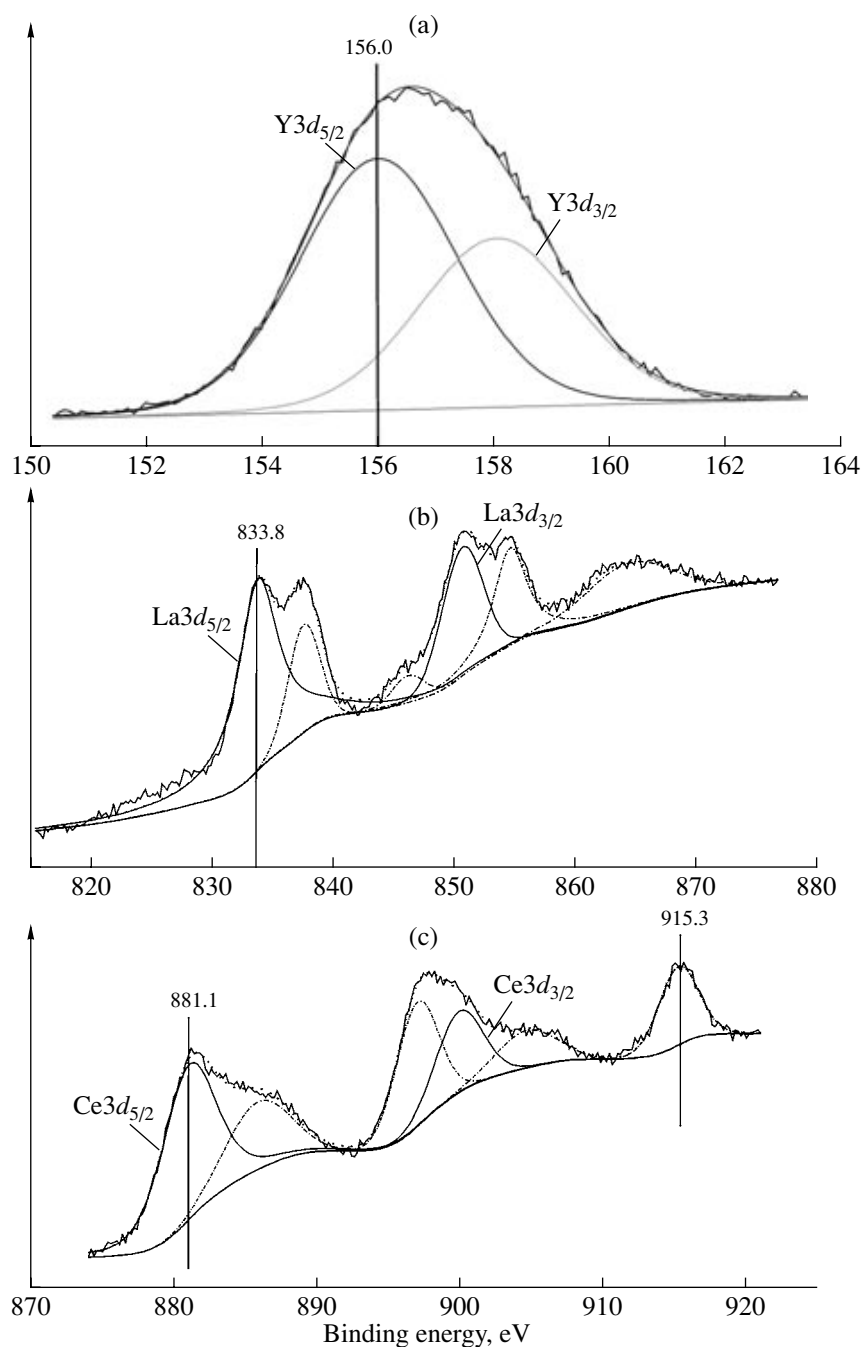 (a)
156.0
Y3d5/2
Y3d3/2
150 152 154 156 158 160 162 164
(b)
833.8
La3d3/2
La3d5/2
820 830 840 850 860 870 880
(c)
915.3
881.1
Ce3d3/2
Ce3d5/2
870 880 890 900 910 920
Binding energy, eV